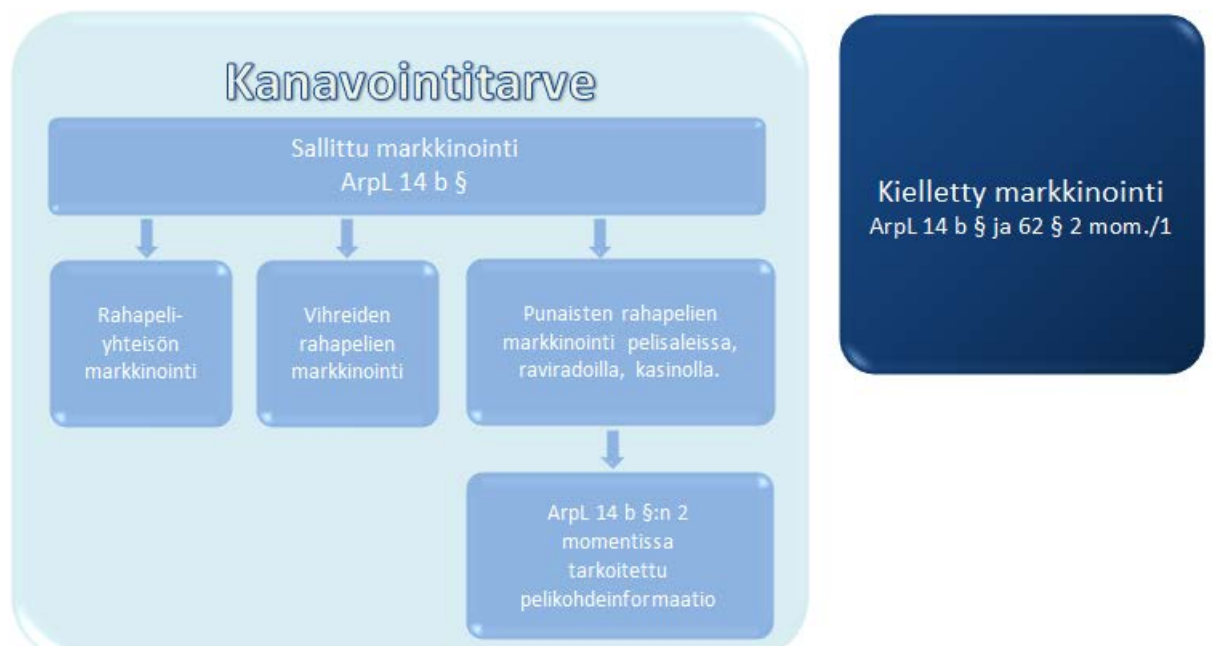 Kanavointitarve
Sallittu markkinointi
ArpL 14 b §
Rahapeli-
yhteisön
markkinointi
Vihreiden
rahapelien
markkinointi
Punaisten rahapelien
markkinointi pelisaleissa,
raviradoilla, kasinolla.
ArpL 14 b §:n 2
momentissa
tarkoitettu
pelikohdeinformaatio
Kielletty markkinointi
ArpL 14 b § ja 62 § 2 mom./1